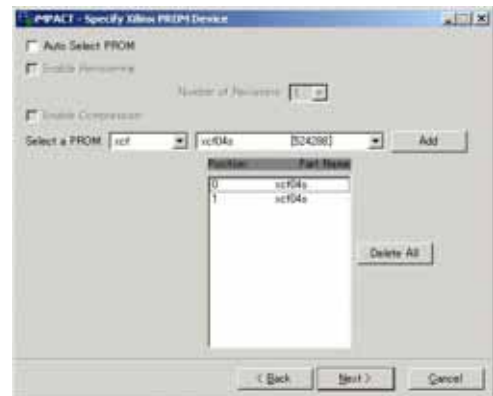 iMPACT - Specify Xilinx PROM Device
Auto Select PROM
Enable Revisioning
Number of Revisions:
Enable Compression
Select a PROM: xcf xcf04s [524288] Add
Position Part Name
0 xcf04s
1 xcf04s
Delete All
< Back Next > Cancel